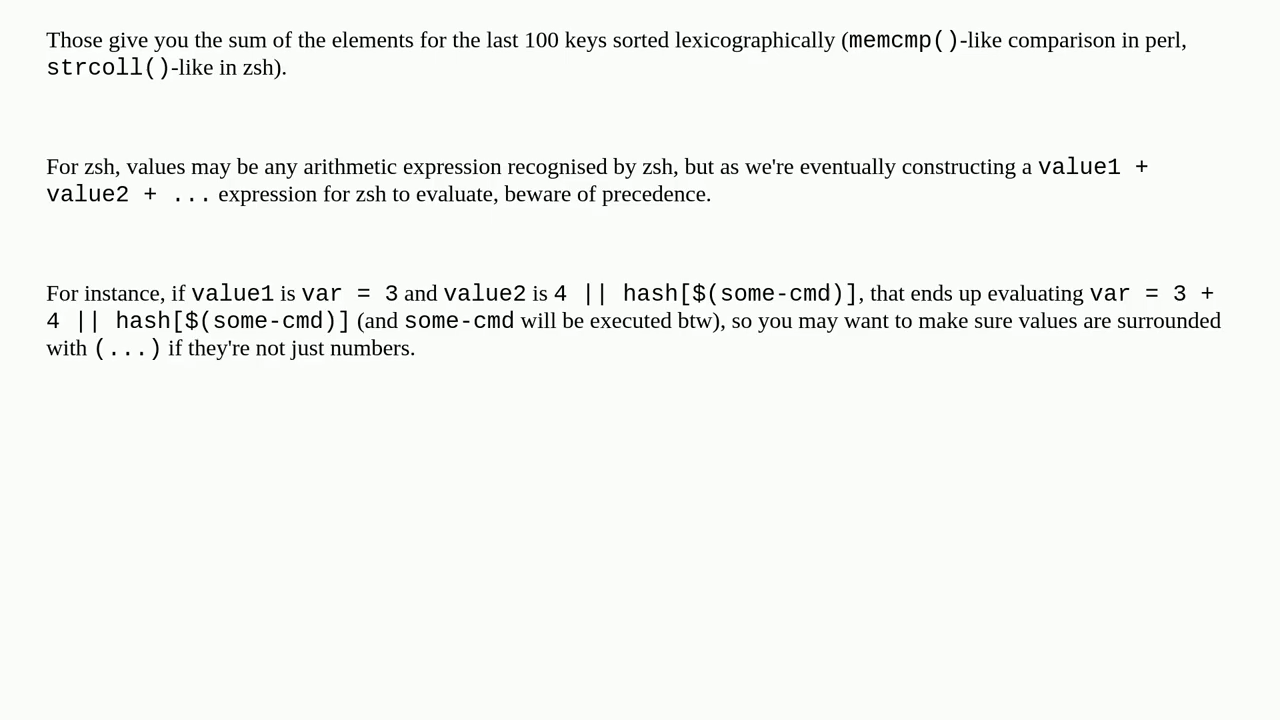 Those give you the sum of the elements for the last 100 keys sorted lexicographically (memcmp()-like comparison in perl,
strcoll()-like in zsh).
For zsh, values may be any arithmetic expression recognised by zsh, but as we're eventually constructing a value1 +
value2 + ... expression for zsh to evaluate, beware of precedence.
For instance, if value1 is var = 3 and value2 is 4 || hash[$(some-cmd)], that ends up evaluating var = 3 +
4 || hash[$(some-cmd)] (and some-cmd will be executed btw), so you may want to make sure values are surrounded
with (...) if they're not just numbers.